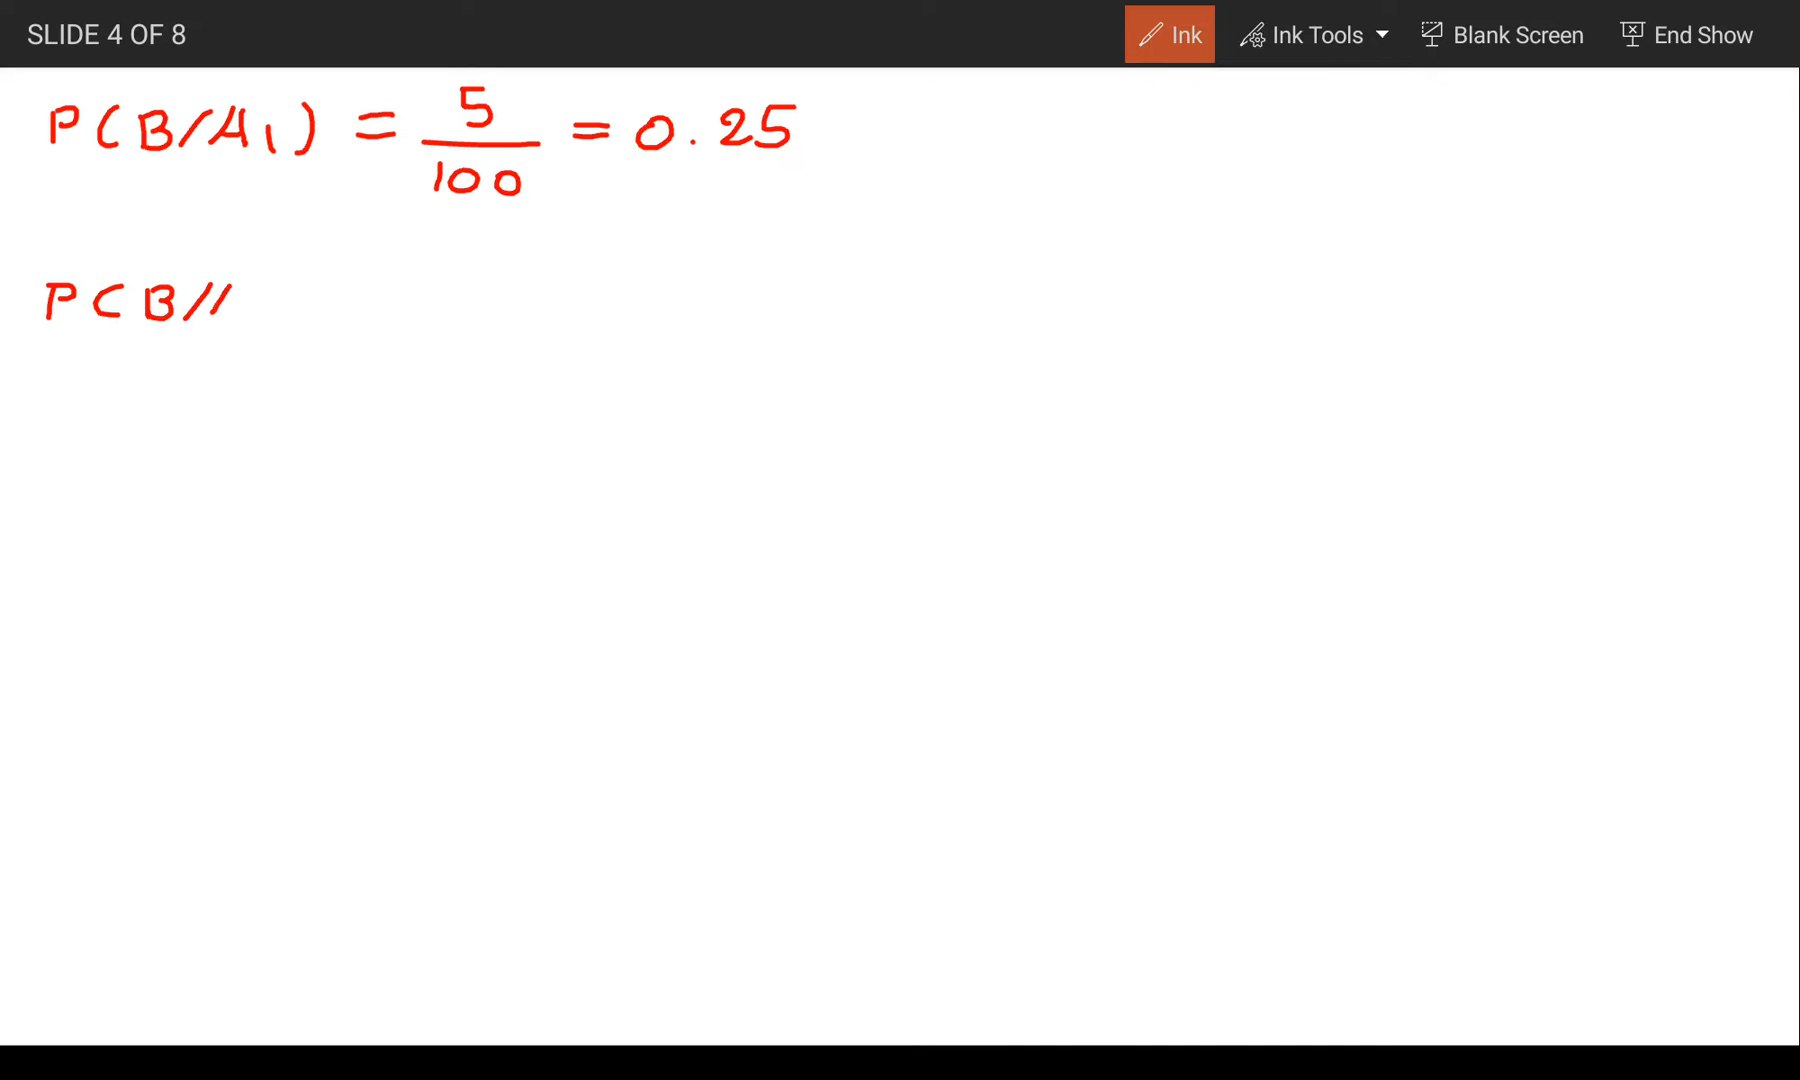 SLIDE 4 OF 8
Ink
Ink Tools
Blank Screen
End Show
P(B/A1) = 5/100 = 0.25
P(B//